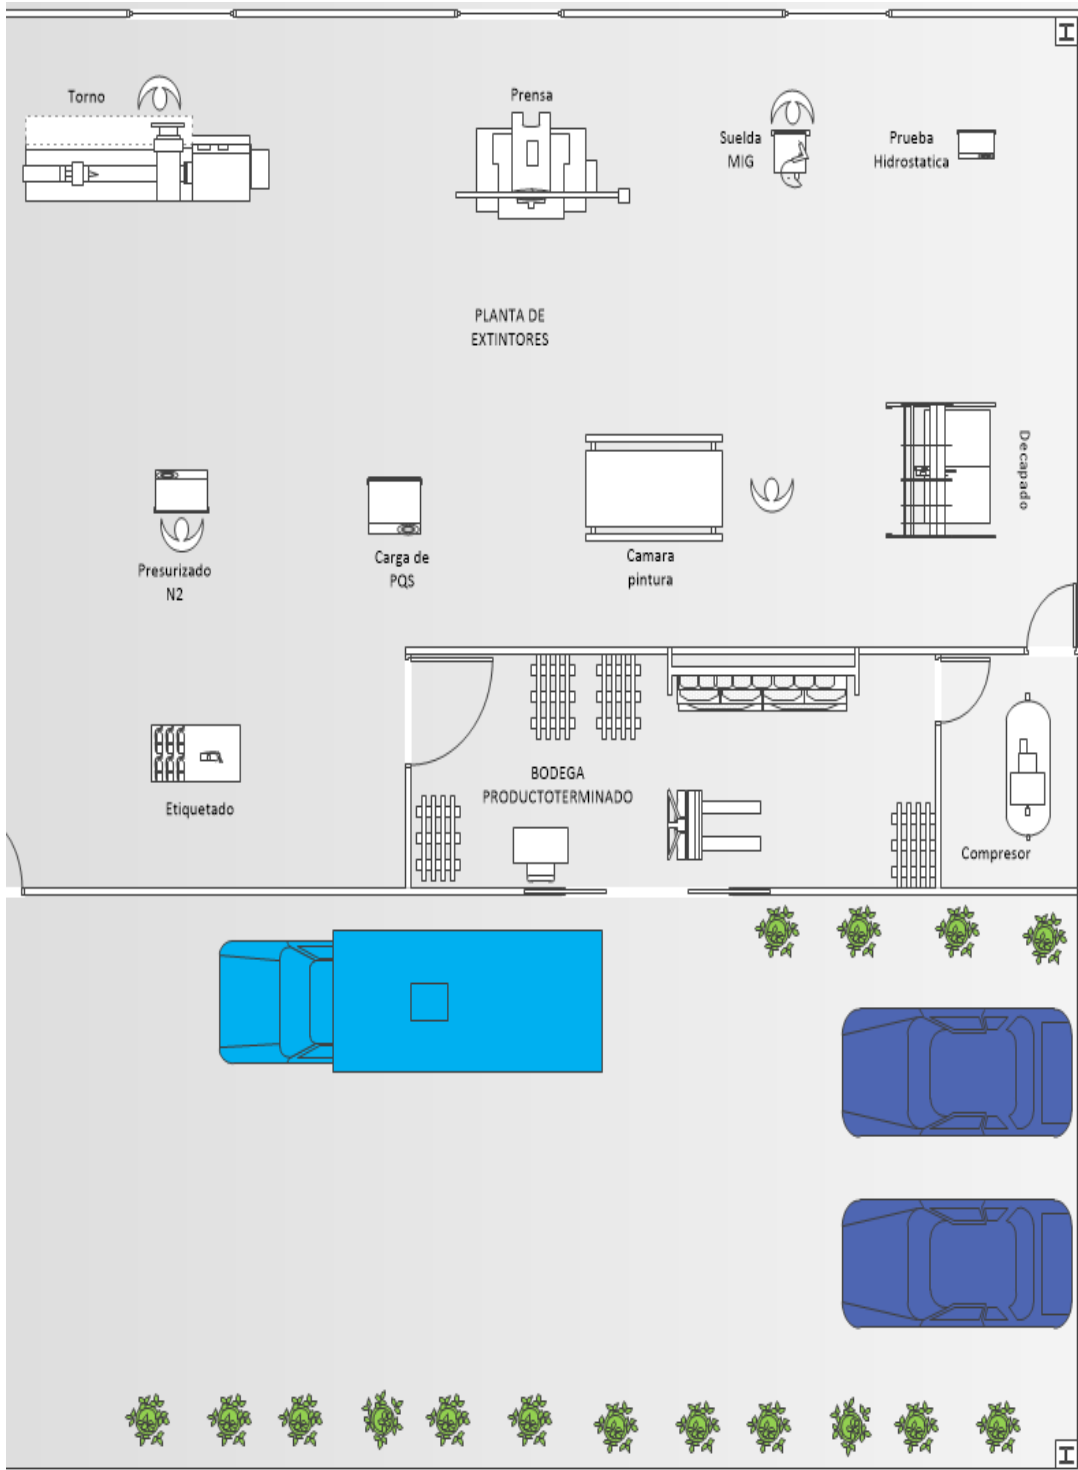 Torno
Prensa
Suelda
MIG
Prueba
Hidrostatica
PLANTA DE
EXTINTORES
Decapado
Presurizado
N2
Carga de
PQS
Camara
pintura
BODEGA
PRODUCTOTERMINADO
Etiquetado
Compresor